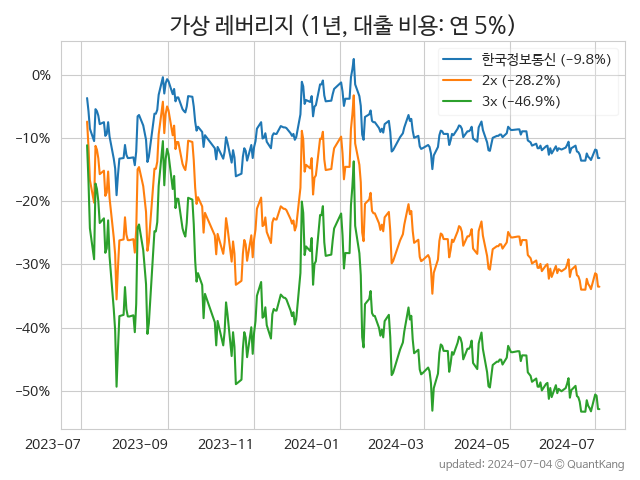 가상 레버리지 (1년, 대출 비용: 연 5%)
한국정보통신 (-9.8%)
2x (-28.2%)
3x (-46.9%)
0%
-10%
-20%
-30%
-40%
-50%
2023-07 2023-09 2023-11 2024-01 2024-03 2024-05 2024-07
updated: 2024-07-04 © QuantKang